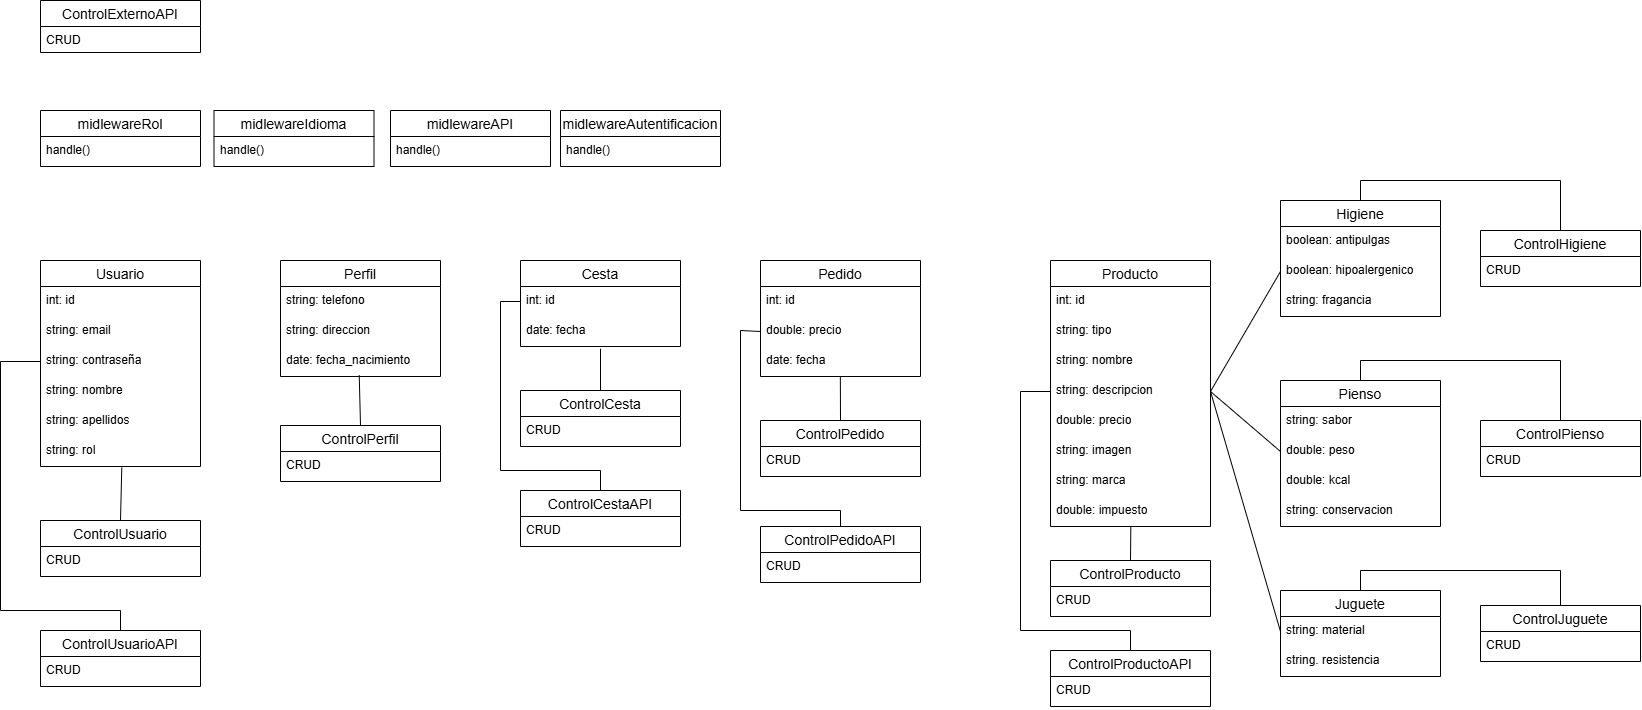 ControlExternoAPI
CRUD
midlewareRol
handle()
midlewareIdioma
handle()
midlewareAPI
handle()
midlewareAutentificacion
handle()
Usuario
int: id
string: email
string: contraseña
string: nombre
string: apellidos
string: rol
ControlUsuario
CRUD
ControlUsuarioAPI
CRUD
Perfil
string: telefono
string: direccion
date: fecha_nacimiento
ControlPerfil
CRUD
Cesta
int: id
date: fecha
ControlCesta
CRUD
ControlCestaAPI
CRUD
Pedido
int: id
double: precio
date: fecha
ControlPedido
CRUD
ControlPedidoAPI
CRUD
Producto
int: id
string: tipo
string: nombre
string: descripcion
double: precio
string: imagen
string: marca
double: impuesto
ControlProducto
CRUD
ControlProductoAPI
CRUD
Higiene
boolean: antipulgas
boolean: hipoalergenico
string: fragancia
ControlHigiene
CRUD
Pienso
string: sabor
double: peso
double: kcal
string: conservacion
ControlPienso
CRUD
Juguete
string: material
string. resistencia
ControlJuguete
CRUD